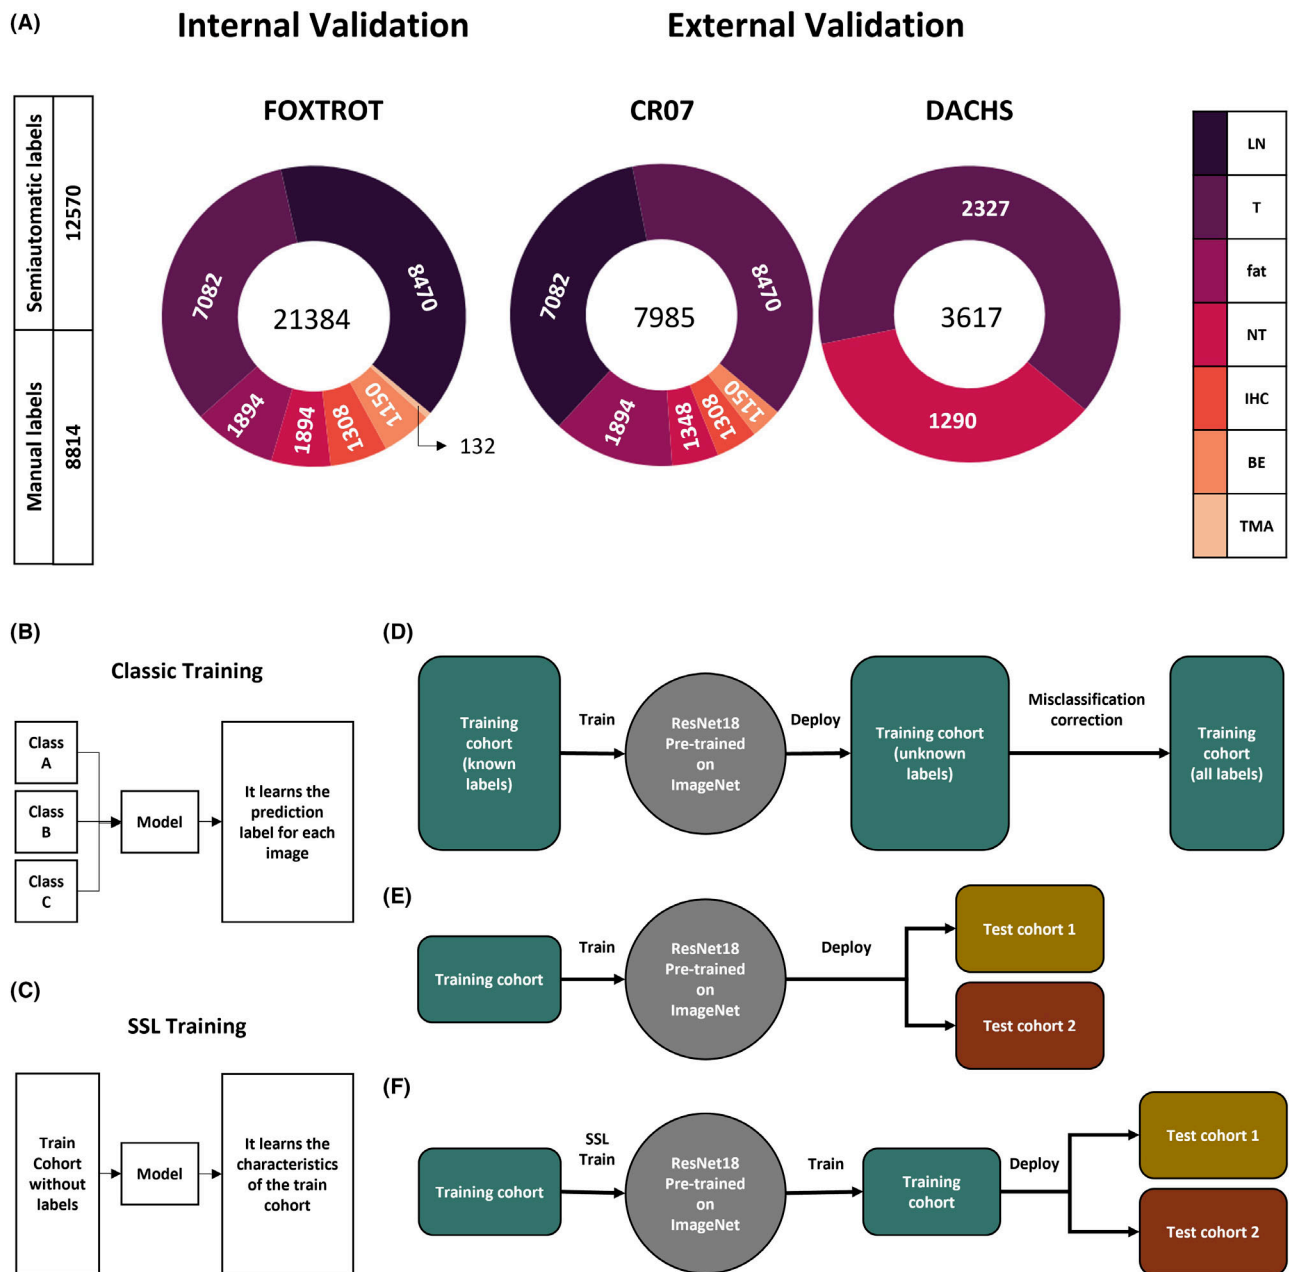 (A)
Internal Validation
External Validation
FOXTROT
CR07
DACHS
Semiautomatic labels
12570
Manual labels
8814
7082
8470
21384
1894
1894
1308
1150
132
7082
8470
7985
1894
1348
1308
1150
2327
3617
1290
LN
T
fat
NT
IHC
BE
TMA
(B)
Classic Training
Class
A
Class
B
Class
C
Model
It learns the
prediction
label for each
image
(C)
SSL Training
Train
Cohort
without
labels
Model
It learns the
characteristics
of the train
cohort
(D)
Training
cohort
(known
labels)
Train
ResNet18
Pre-trained
on
ImageNet
Deploy
Training cohort
(unknown
labels)
Misclassification
correction
Training
cohort
(all labels)
(E)
Training cohort
Train
ResNet18
Pre-trained
on
ImageNet
Deploy
Test cohort 1
Test cohort 2
(F)
Training cohort
SSL
Train
ResNet18
Pre-trained
on
ImageNet
Train
Training
cohort
Deploy
Test cohort 1
Test cohort 2